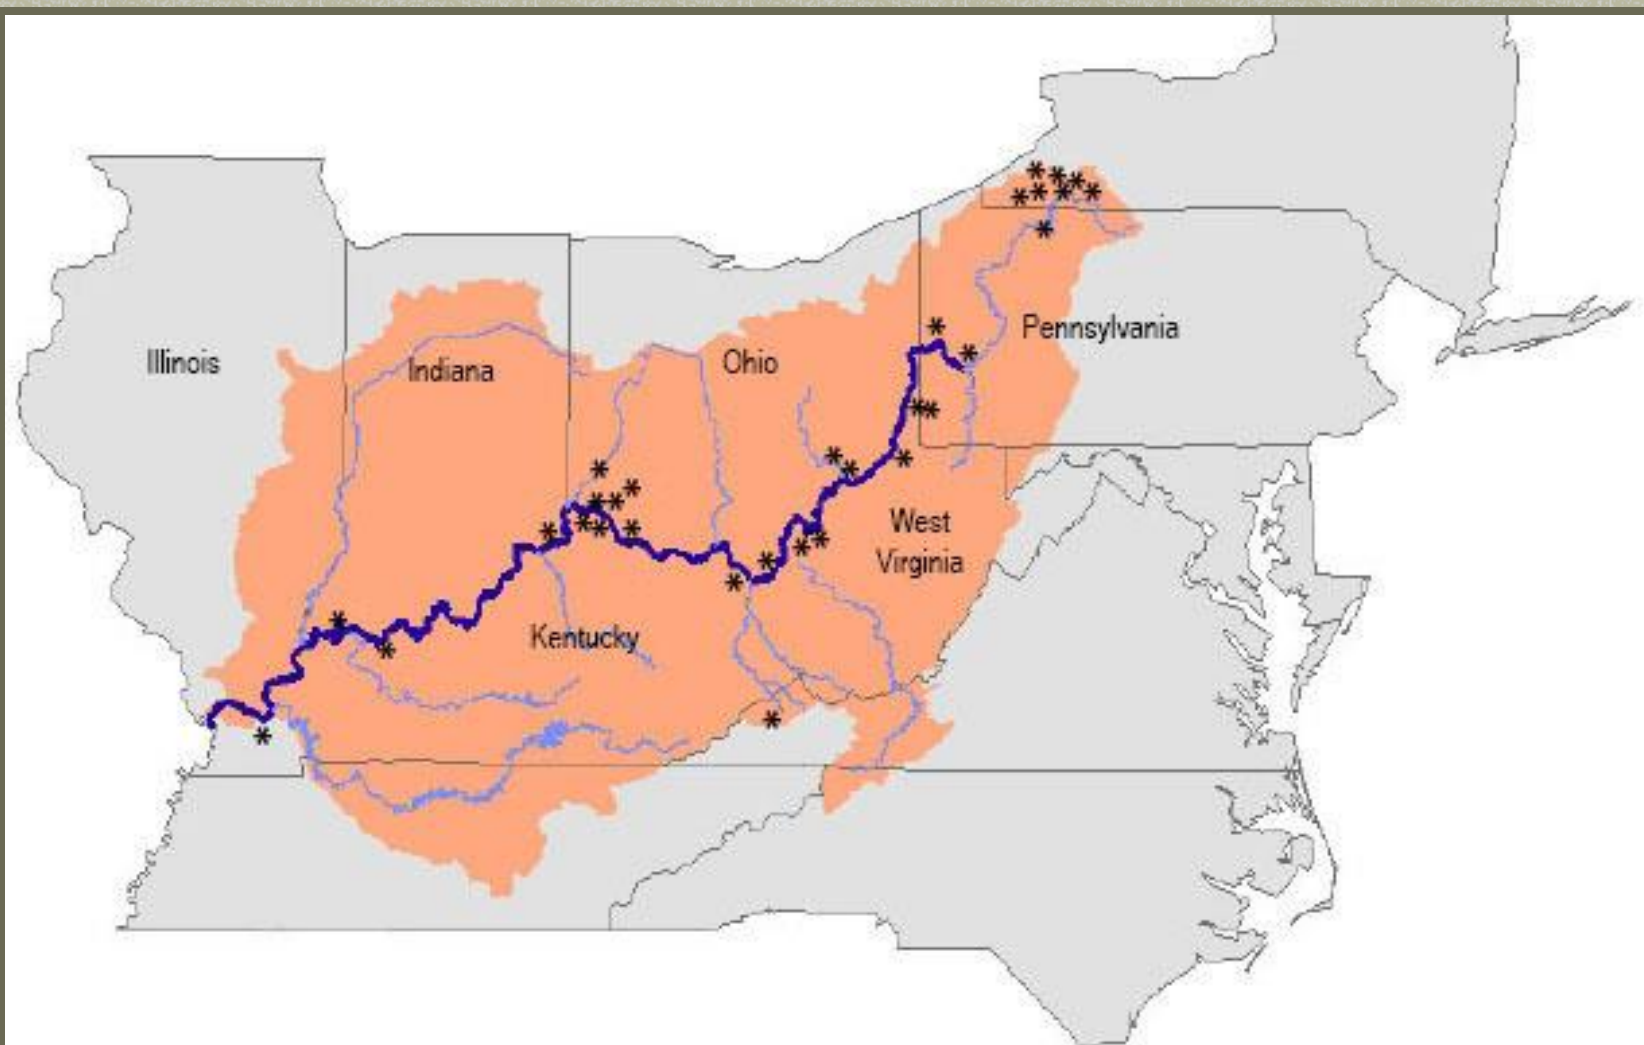 Illinois
Indiana
Ohio
Pennsylvania
West
Virginia
Kentucky